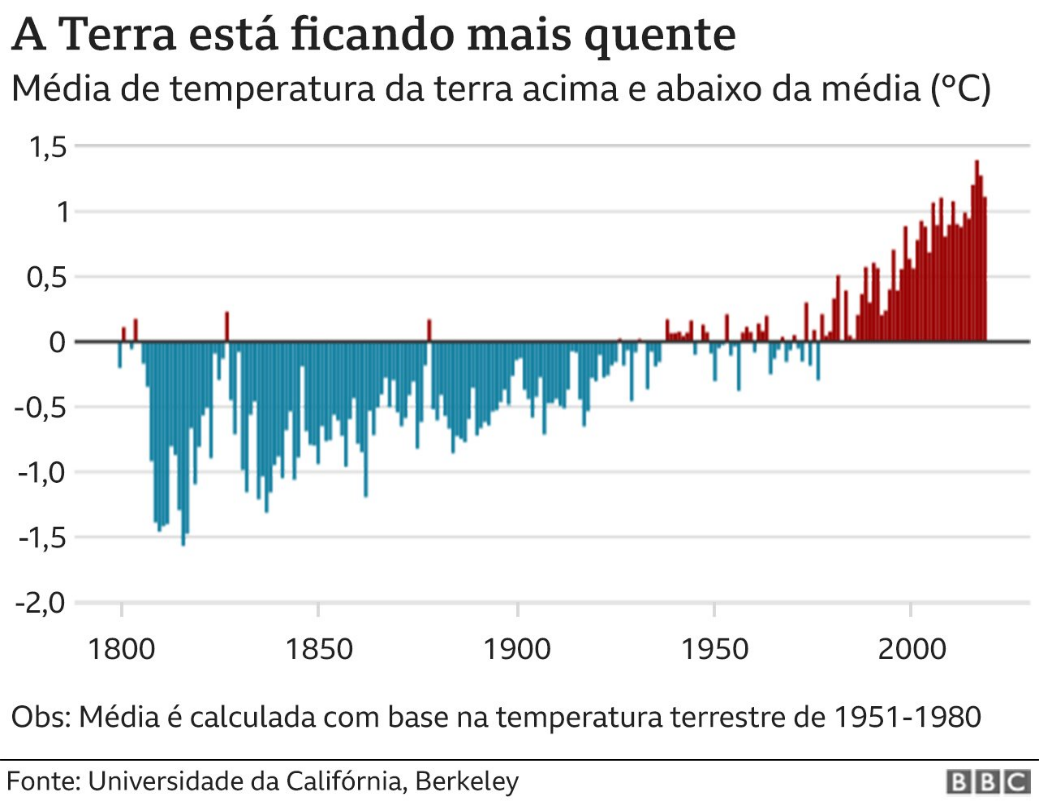 A Terra está ficando mais quente
Média de temperatura da terra acima e abaixo da média (ºC)
1,5
1
0,5
0
-0,5
-1,0
-1,5
-2,0
1800 1850 1900 1950 2000
Obs: Média é calculada com base na temperatura terrestre de 1951-1980
Fonte: Universidade da Califórnia, Berkeley
BBC